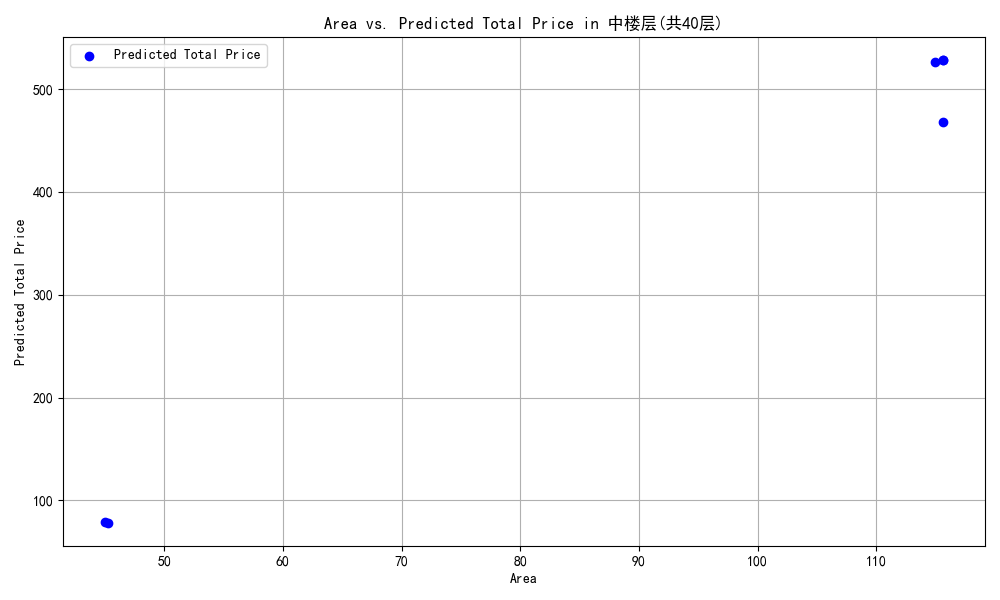 Area vs. Predicted Total Price in 中楼层(共40层)
Predicted Total Price
Predicted Total Price
500
400
300
200
100
50 60 70 80 90 100 110
Area